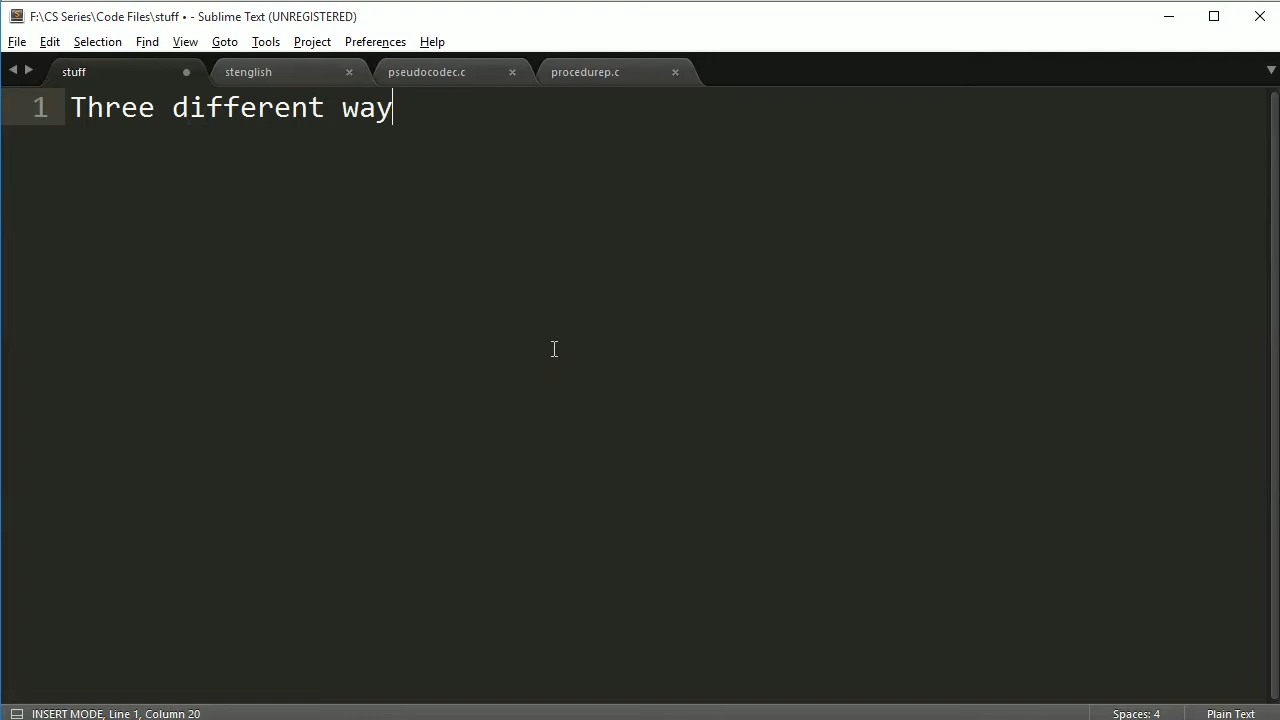 F:\CS Series\Code Files\stuff • - Sublime Text (UNREGISTERED)
File Edit Selection Find View Goto Tools Project Preferences Help
stuff stenglish pseudocodec.c procedurep.c
1 Three different way
INSERT MODE, Line 1, Column 20 Spaces: 4 Plain Text